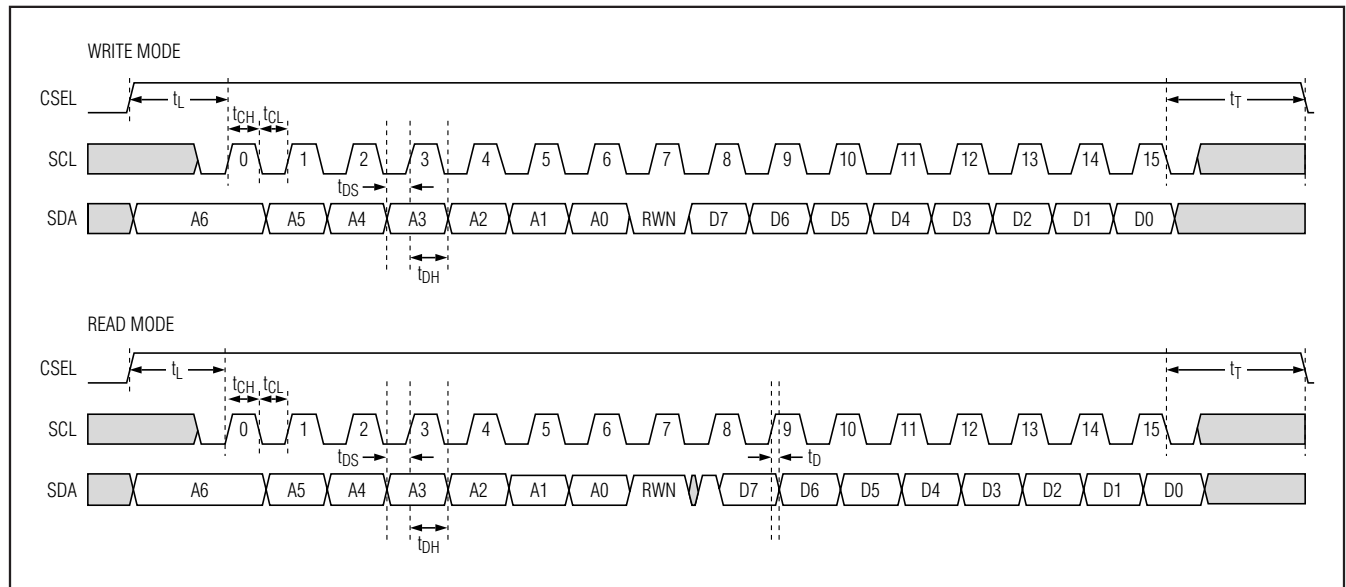 WRITE MODE
CSEL tL tT
tCH tCL
SCL 0 1 2 3 4 5 6 7 8 9 10 11 12 13 14 15
tDS
SDA A6 A5 A4 A3 A2 A1 A0 RWN D7 D6 D5 D4 D3 D2 D1 D0
tDH
READ MODE
CSEL tL tT
tCH tCL
SCL 0 1 2 3 4 5 6 7 8 9 10 11 12 13 14 15
tDS tD
SDA A6 A5 A4 A3 A2 A1 A0 RWN D7 D6 D5 D4 D3 D2 D1 D0
tDH